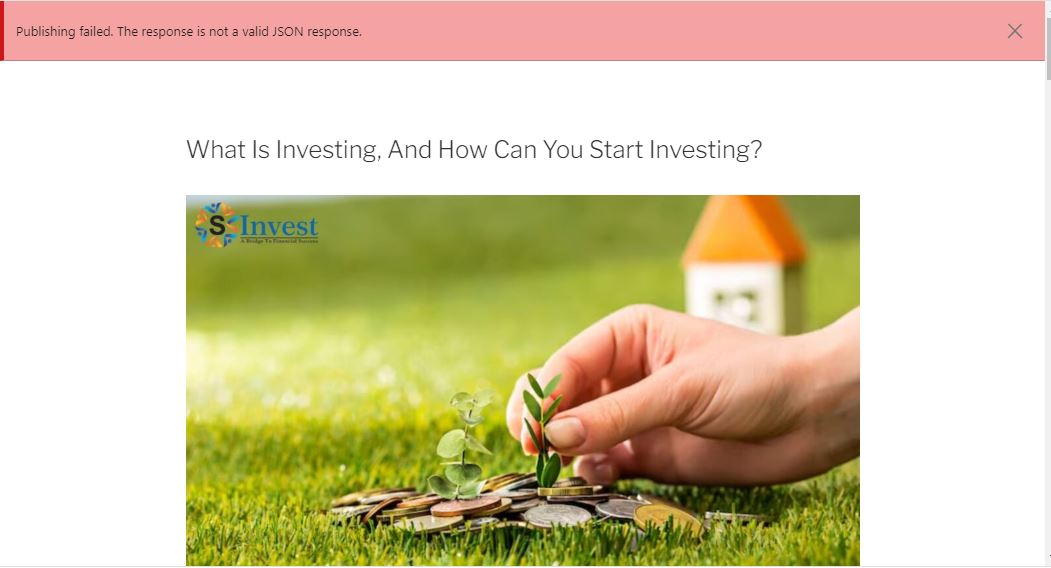 Publishing failed. The response is not a valid JSON response.
What Is Investing, And How Can You Start Investing?
S Invest
A Bridge To Financial Success